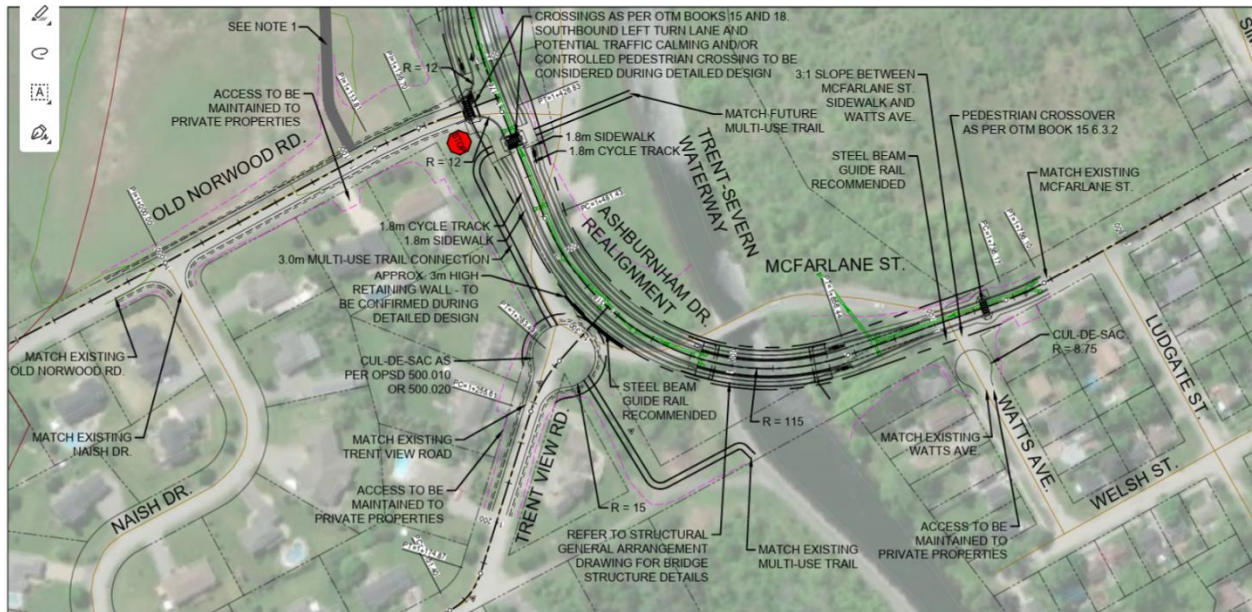 SEE NOTE 1
CROSSINGS AS PER OTM BOOKS 15 AND 18.
SOUTHBOUND LEFT TURN LANE AND
POTENTIAL TRAFFIC CALMING AND/OR
CONTROLLED PEDESTRIAN CROSSING TO BE
CONSIDERED DURING DETAILED DESIGN
R = 12
ACCESS TO BE
MAINTAINED TO
PRIVATE PROPERTIES
3:1 SLOPE BETWEEN
MCFARLANE ST.
SIDEWALK AND
WATTS AVE.
MATCH FUTURE
MULTI-USE TRAIL
PEDESTRIAN CROSSOVER
AS PER OTM BOOK 15 6.3.2
OLD NORWOOD RD.
STOP
R = 12
1.8m SIDEWALK
1.8m CYCLE TRACK
TRENT-SEVERN
WATERWAY
STEEL BEAM
GUIDE RAIL
RECOMMENDED
MATCH EXISTING
MCFARLANE ST.
1.8m CYCLE TRACK
1.8m SIDEWALK
3.0m MULTI-USE TRAIL CONNECTION
APPROX. 3m HIGH
RETAINING WALL - TO
BE CONFIRMED DURING
DETAILED DESIGN
ASHBURNHAM DR.
REALIGNMENT
MCFARLANE ST.
MATCH EXISTING
OLD NORWOOD RD.
CUL-DE-SAC AS
PER OPSD 500.010
OR 500.020
CUL-DE-SAC
R = 8.75
LUDGATE ST
STEEL BEAM
GUIDE RAIL
RECOMMENDED
R = 115
MATCH EXISTING
NAISH DR.
MATCH EXISTING
TRENT VIEW ROAD
MATCH EXISTING
WATTS AVE.
WATTS AVE.
WELSH ST.
NAISH DR.
ACCESS TO BE
MAINTAINED TO
PRIVATE PROPERTIES
TRENT VIEW RD.
R = 15
REFER TO STRUCTURAL
GENERAL ARRANGEMENT
DRAWING FOR BRIDGE
STRUCTURE DETAILS
MATCH EXISTING
MULTI-USE TRAIL
ACCESS TO BE
MAINTAINED TO
PRIVATE PROPERTIES